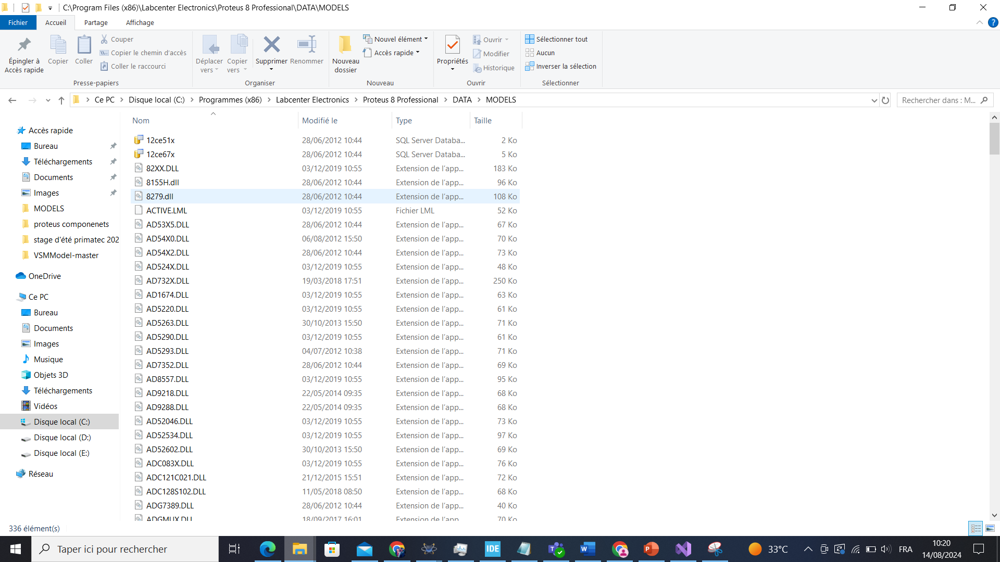 C:\Program Files (x86)\Labcenter Electronics\Proteus 8 Professional\DATA\MODELS
Fichier Accueil Partage Affichage
Épingler à Accès rapide
Copier
Coller
Couper
Copier le chemin d'accès
Coller le raccourci
Presse-papiers
Déplacer vers
Copier vers
Supprimer
Renommer
Organiser
Nouveau dossier
Nouvel élément
Accès rapide
Nouveau
Propriétés
Ouvrir
Modifier
Historique
Ouvrir
Sélectionner tout
Aucun
Inverser la sélection
Sélectionner
Ce PC > Disque local (C:) > Programmes (x86) > Labcenter Electronics > Proteus 8 Professional > DATA > MODELS
Rechercher dans : M...
Accès rapide
Bureau
Téléchargements
Documents
Images
MODELS
proteus componenets
stage d'été primatec 202
VSMModel-master
OneDrive
Ce PC
Bureau
Documents
Images
Musique
Objets 3D
Téléchargements
Vidéos
Disque local (C:)
Disque local (D:)
Disque local (E:)
Réseau
Nom Modifié le Type Taille
12ce51x 28/06/2012 10:44 SQL Server Databa... 2 Ko
12ce67x 28/06/2012 10:44 SQL Server Databa... 5 Ko
82XX.DLL 03/12/2019 10:55 Extension de l'app... 183 Ko
8155H.dll 28/06/2012 10:44 Extension de l'app... 96 Ko
8279.dll 28/06/2012 10:44 Extension de l'app... 108 Ko
ACTIVE.LML 03/12/2019 10:55 Fichier LML 52 Ko
AD53X5.DLL 28/06/2012 10:44 Extension de l'app... 67 Ko
AD54X0.DLL 06/08/2012 15:50 Extension de l'app... 70 Ko
AD54X2.DLL 28/06/2012 10:44 Extension de l'app... 73 Ko
AD524X.DLL 03/12/2019 10:55 Extension de l'app... 48 Ko
AD732X.DLL 19/03/2018 17:51 Extension de l'app... 250 Ko
AD1674.DLL 03/12/2019 10:55 Extension de l'app... 63 Ko
AD5220.DLL 03/12/2019 10:55 Extension de l'app... 61 Ko
AD5263.DLL 30/10/2013 15:50 Extension de l'app... 71 Ko
AD5290.DLL 03/12/2019 10:55 Extension de l'app... 61 Ko
AD5293.DLL 04/07/2012 10:38 Extension de l'app... 71 Ko
AD7352.DLL 28/06/2012 10:44 Extension de l'app... 69 Ko
AD8557.DLL 03/12/2019 10:55 Extension de l'app... 95 Ko
AD9218.DLL 22/05/2014 09:35 Extension de l'app... 68 Ko
AD9288.DLL 22/05/2014 09:35 Extension de l'app... 68 Ko
AD52046.DLL 03/12/2019 10:55 Extension de l'app... 73 Ko
AD52534.DLL 03/12/2019 10:55 Extension de l'app... 97 Ko
AD52602.DLL 30/10/2013 15:50 Extension de l'app... 69 Ko
ADC083X.DLL 03/12/2019 10:55 Extension de l'app... 76 Ko
ADC121C021.DLL 21/12/2015 15:51 Extension de l'app... 72 Ko
ADC128S102.DLL 11/05/2018 08:50 Extension de l'app... 68 Ko
ADG7389.DLL 28/06/2012 10:44 Extension de l'app... 40 Ko
ADGMUX.DLL 18/09/2017 16:01 Extension de l'app... 70 Ko
336 élément(s)
Taper ici pour rechercher
IDE
33°C
FRA
10:20
14/08/2024